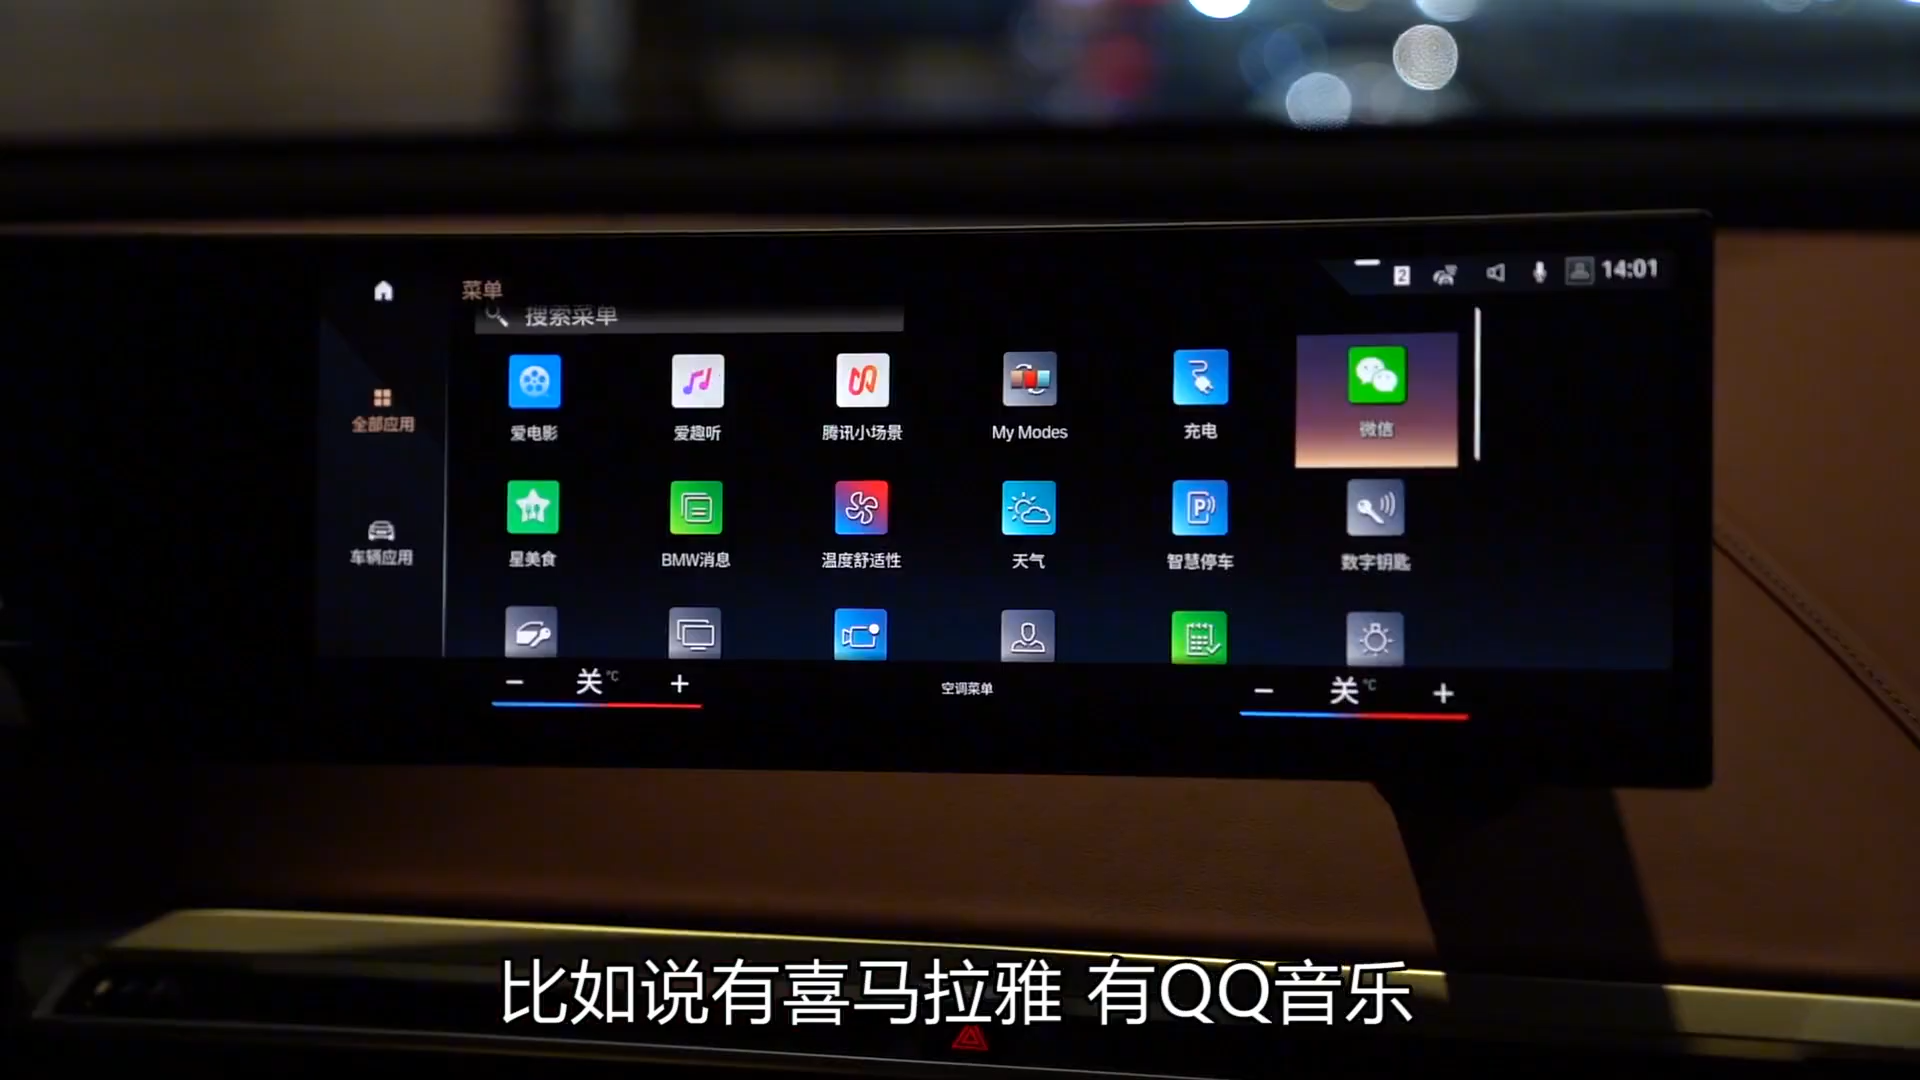 菜单
2
14:01
搜索菜单
全部应用
车辆应用
爱电影
爱趣听
腾讯小场景
My Modes
充电
微信
星美食
BMW消息
温度舒适性
天气
智慧停车
数字钥匙
− 关 °C +
空调菜单
− 关 °C +
比如说有喜马拉雅 有QQ音乐